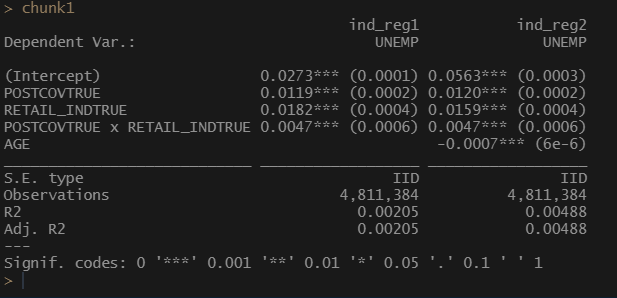 > chunk1
ind_reg1 ind_reg2
Dependent Var.: UNEMP UNEMP
(Intercept) 0.0273*** (0.0001) 0.0563*** (0.0003)
POSTCOVTRUE 0.0119*** (0.0002) 0.0120*** (0.0002)
RETAIL_INDTRUE 0.0182*** (0.0004) 0.0159*** (0.0004)
POSTCOVTRUE x RETAIL_INDTRUE 0.0047*** (0.0006) 0.0047*** (0.0006)
AGE -0.0007*** (6e-6)
____________________________ __________________ __________________
S.E. type IID IID
Observations 4,811,384 4,811,384
R2 0.00205 0.00488
Adj. R2 0.00205 0.00488
---
Signif. codes: 0 '***' 0.001 '**' 0.01 '*' 0.05 '.' 0.1 ' ' 1
>